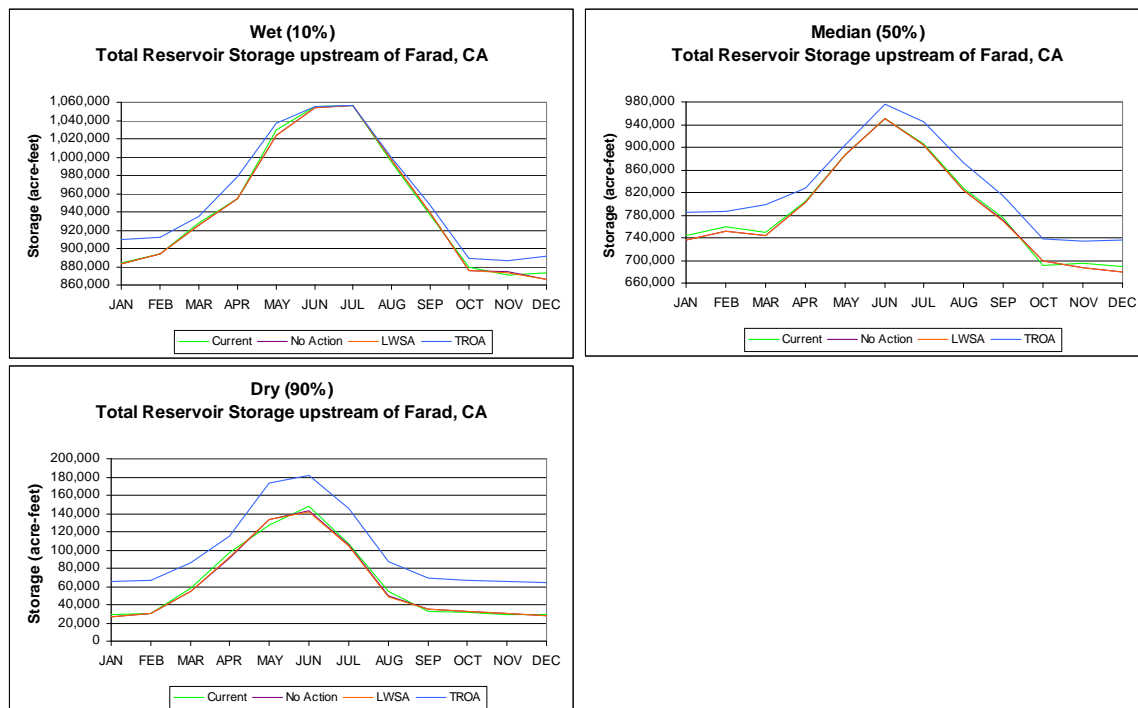 Wet (10%)
Total Reservoir Storage upstream of Farad, CA
Storage (acre-feet)
1,060,000
1,040,000
1,020,000
1,000,000
980,000
960,000
940,000
920,000
900,000
880,000
860,000
JAN FEB MAR APR MAY JUN JUL AUG SEP OCT NOV DEC
Current No Action LWSA TROA
Median (50%)
Total Reservoir Storage upstream of Farad, CA
Storage (acre-feet)
980,000
940,000
900,000
860,000
820,000
780,000
740,000
700,000
660,000
JAN FEB MAR APR MAY JUN JUL AUG SEP OCT NOV DEC
Current No Action LWSA TROA
Dry (90%)
Total Reservoir Storage upstream of Farad, CA
Storage (acre-feet)
200,000
180,000
160,000
140,000
120,000
100,000
80,000
60,000
40,000
20,000
0
JAN FEB MAR APR MAY JUN JUL AUG SEP OCT NOV DEC
Current No Action LWSA TROA